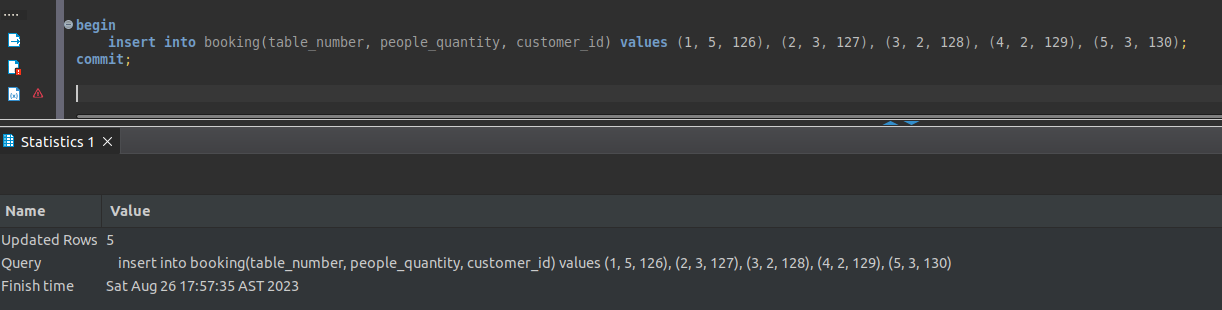 begin
insert into booking(table_number, people_quantity, customer_id) values (1, 5, 126), (2, 3, 127), (3, 2, 128), (4, 2, 129), (5, 3, 130);
commit;
Statistics 1
Name Value
Updated Rows 5
Query insert into booking(table_number, people_quantity, customer_id) values (1, 5, 126), (2, 3, 127), (3, 2, 128), (4, 2, 129), (5, 3, 130)
Finish time Sat Aug 26 17:57:35 AST 2023